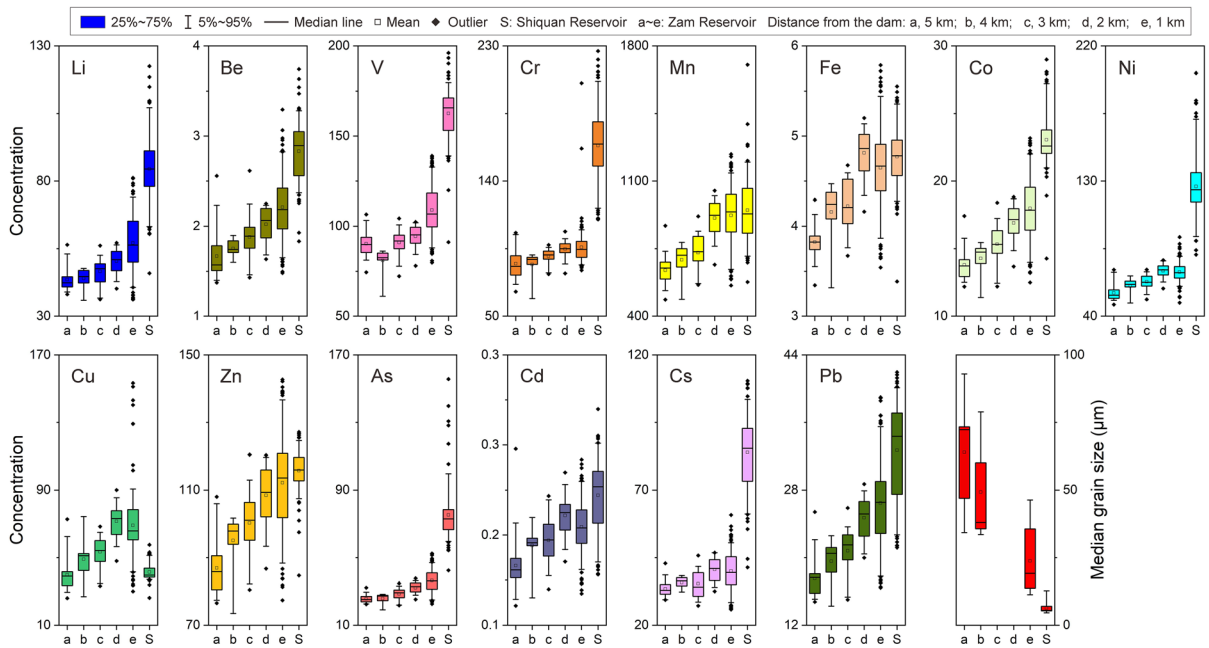 25%~75% 5%~95% Median line Mean Outlier S: Shiquan Reservoir a~e: Zam Reservoir Distance from the dam: a, 5 km; b, 4 km; c, 3 km; d, 2 km; e, 1 km
130 3 200 230 1800 6 30 220
Li Be V Cr Mn Fe Co Ni
3 150 5
80 140 1100 20 130
2 100 4
Concentration
30 1 50 50 400 3 10 40
a b c d e S a b c d e S a b c d e S a b c d e S a b c d e S a b c d e S a b c d e S a b c d e S
170 150 170 0.3 120 44 100
Cu Zn As Cd Cs Pb
0.3
90 110 90 70 28 50
0.2
0.2
Concentration
Median grain size (μm)
10 70 10 0.1 20 12 0
a b c d e S a b c d e S a b c d e S a b c d e S a b c d e S a b c d e S a b c d e S